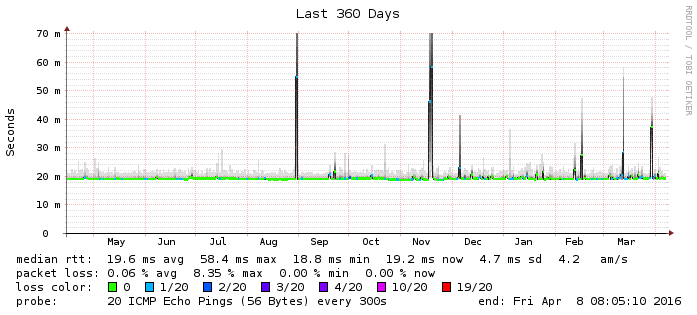 Last 360 Days
RRDTOOL / TOBI OETIKER
Seconds
70 m
60 m
50 m
40 m
30 m
20 m
10 m
0
May Jun Jul Aug Sep Oct Nov Dec Jan Feb Mar
median rtt: 19.6 ms avg 58.4 ms max 18.8 ms min 19.2 ms now 4.7 ms sd 4.2 am/s
packet loss: 0.06 % avg 8.35 % max 0.00 % min 0.00 % now
loss color: 0 1/20 2/20 3/20 4/20 10/20 19/20
probe: 20 ICMP Echo Pings (56 Bytes) every 300s end: Fri Apr 8 08:05:10 2016